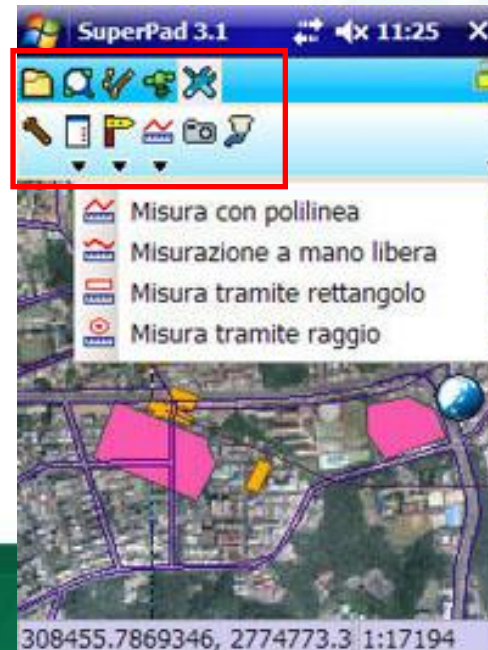 SuperPad 3.1 11:25
Misura con polilinea
Misurazione a mano libera
Misura tramite rettangolo
Misura tramite raggio
308455.7869346, 2774773.3 1:17194